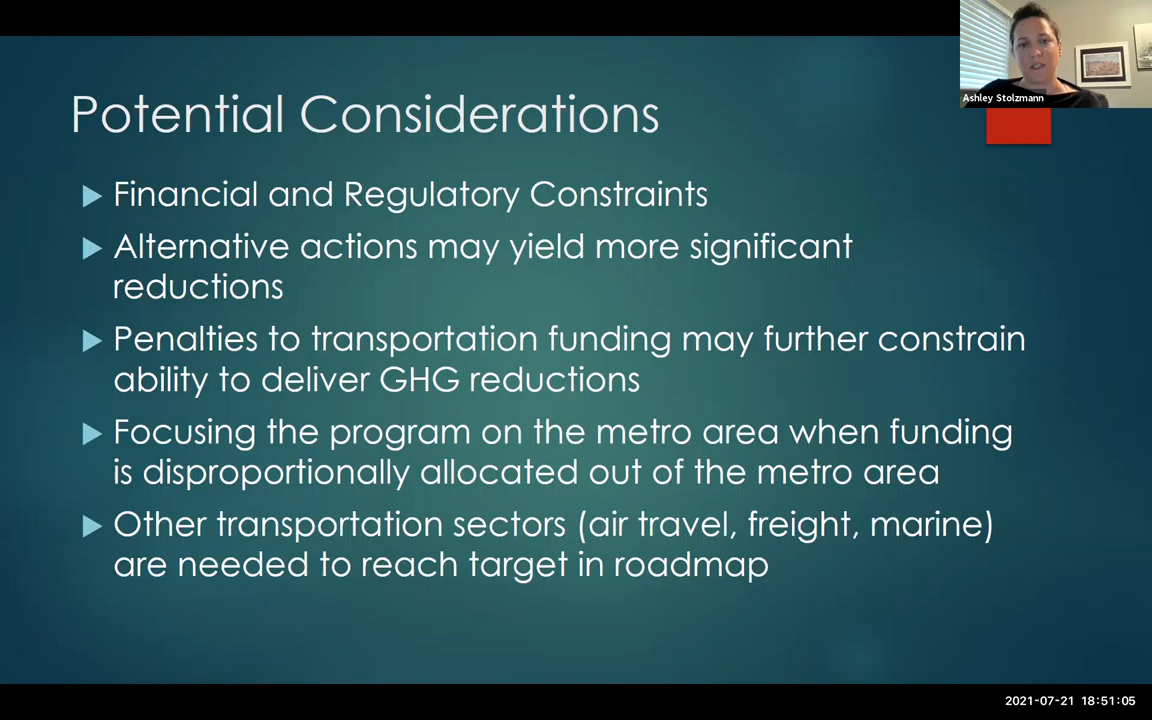 Ashley Stolzmann
Potential Considerations
Financial and Regulatory Constraints
Alternative actions may yield more significant
reductions
Penalties to transportation funding may further constrain
ability to deliver GHG reductions
Focusing the program on the metro area when funding
is disproportionally allocated out of the metro area
Other transportation sectors (air travel, freight, marine)
are needed to reach target in roadmap
2021-07-21 18:51:05